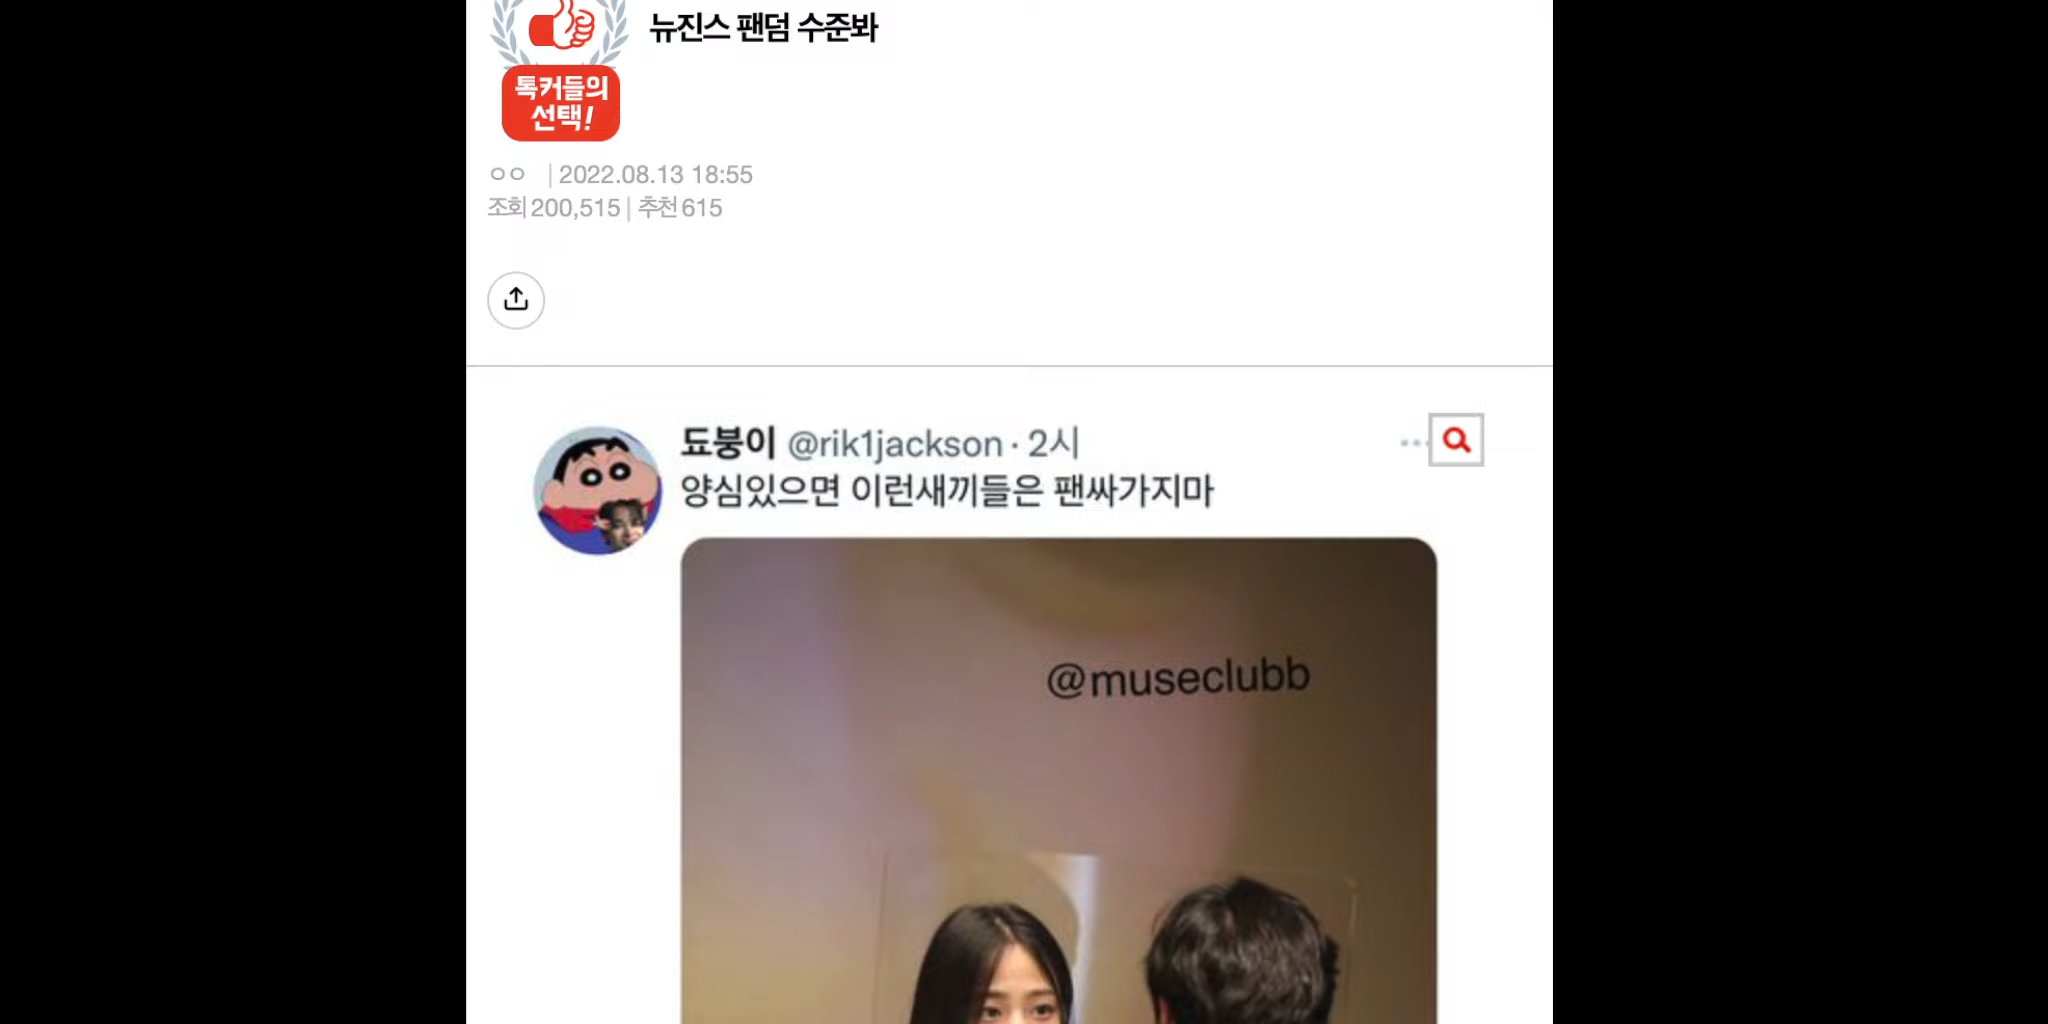 뉴진스 팬덤 수준봐
톡커들의
선택!
ㅇㅇ | 2022.08.13 18:55
조회 200,515 | 추천 615
됴붕이 @rik1jackson · 2시
양심있으면 이런새끼들은 팬싸가지마
@museclubb